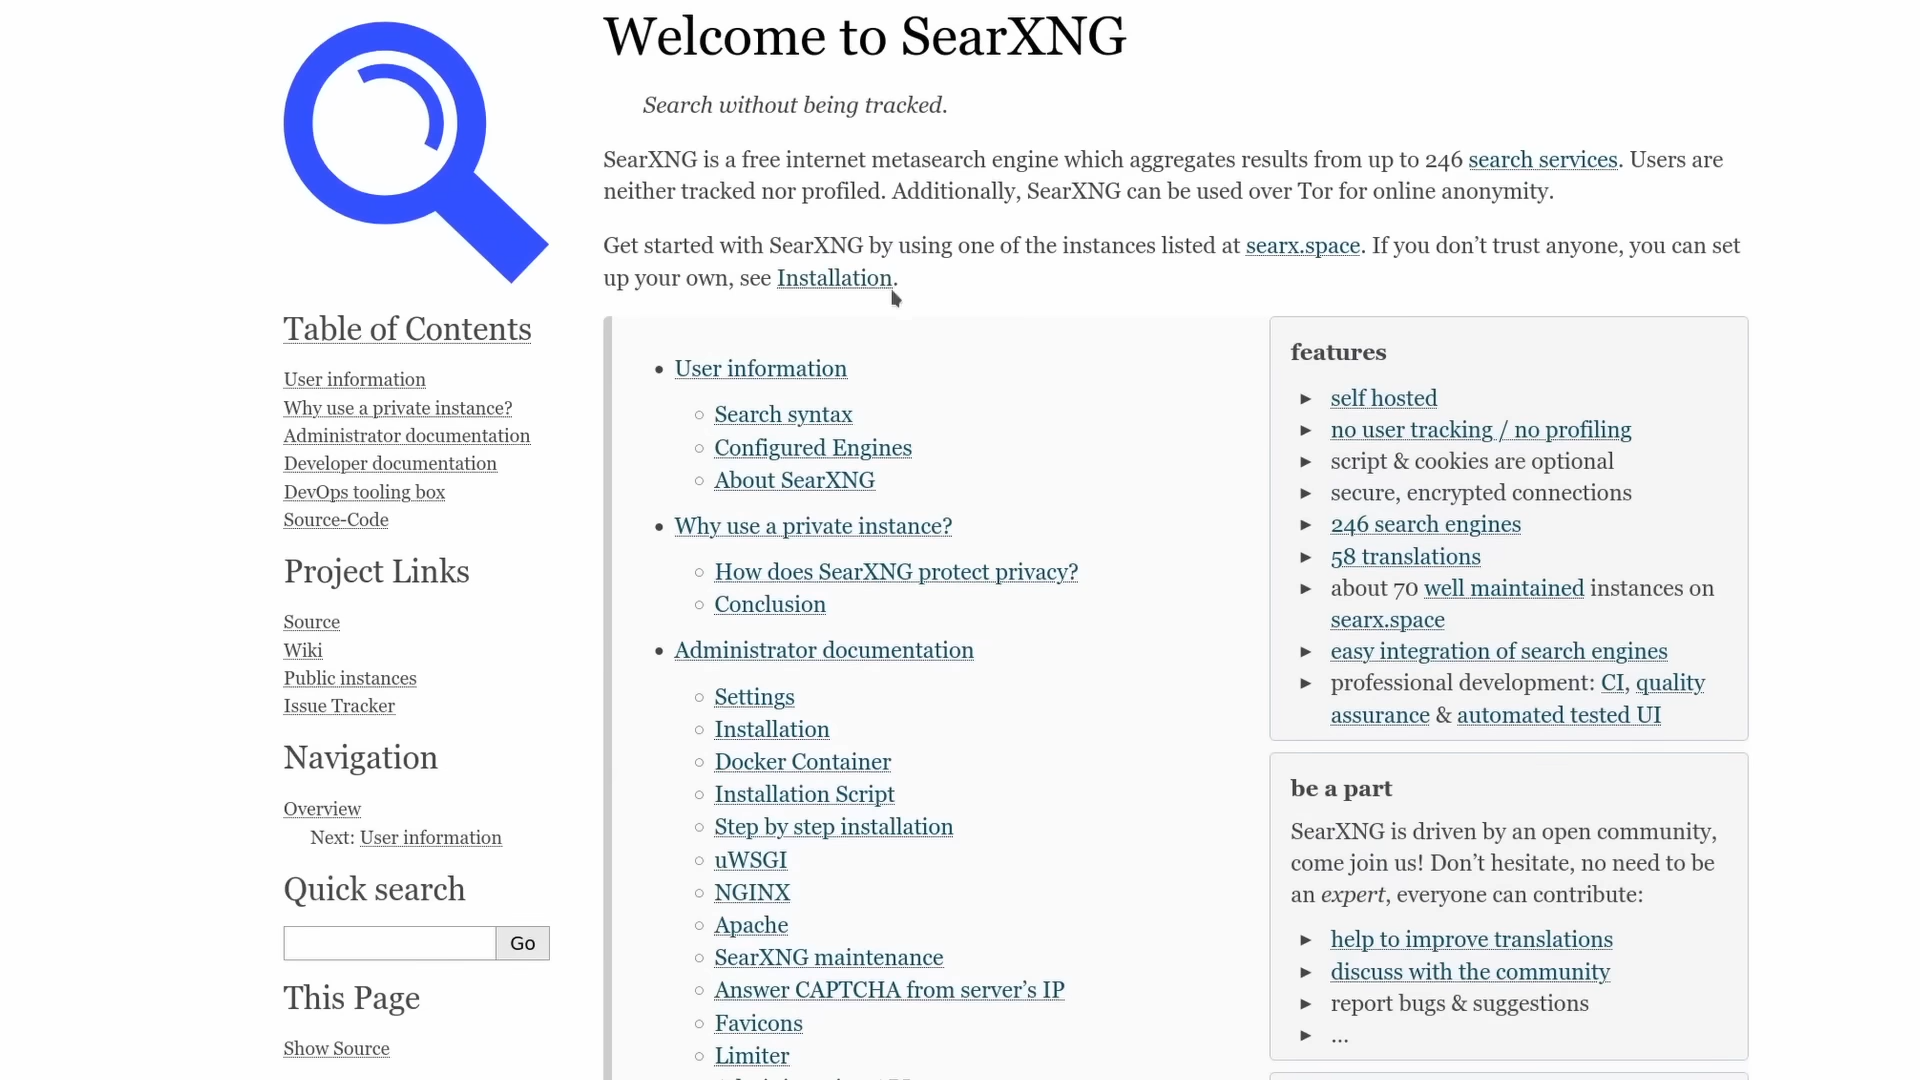 Welcome to SearXNG
Search without being tracked.
SearXNG is a free internet metasearch engine which aggregates results from up to 246 search services. Users are
neither tracked nor profiled. Additionally, SearXNG can be used over Tor for online anonymity.
Get started with SearXNG by using one of the instances listed at searx.space. If you don’t trust anyone, you can set
up your own, see Installation.
Table of Contents
User information
Why use a private instance?
Administrator documentation
Developer documentation
DevOps tooling box
Source-Code
Project Links
Source
Wiki
Public instances
Issue Tracker
Navigation
Overview
Next: User information
Quick search
Go
This Page
Show Source
User information
Search syntax
Configured Engines
About SearXNG
Why use a private instance?
How does SearXNG protect privacy?
Conclusion
Administrator documentation
Settings
Installation
Docker Container
Installation Script
Step by step installation
uWSGI
NGINX
Apache
SearXNG maintenance
Answer CAPTCHA from server’s IP
Favicons
Limiter
features
self hosted
no user tracking / no profiling
script & cookies are optional
secure, encrypted connections
246 search engines
58 translations
about 70 well maintained instances on
searx.space
easy integration of search engines
professional development: CI, quality
assurance & automated tested UI
be a part
SearXNG is driven by an open community,
come join us! Don’t hesitate, no need to be
an expert, everyone can contribute:
help to improve translations
discuss with the community
report bugs & suggestions
...